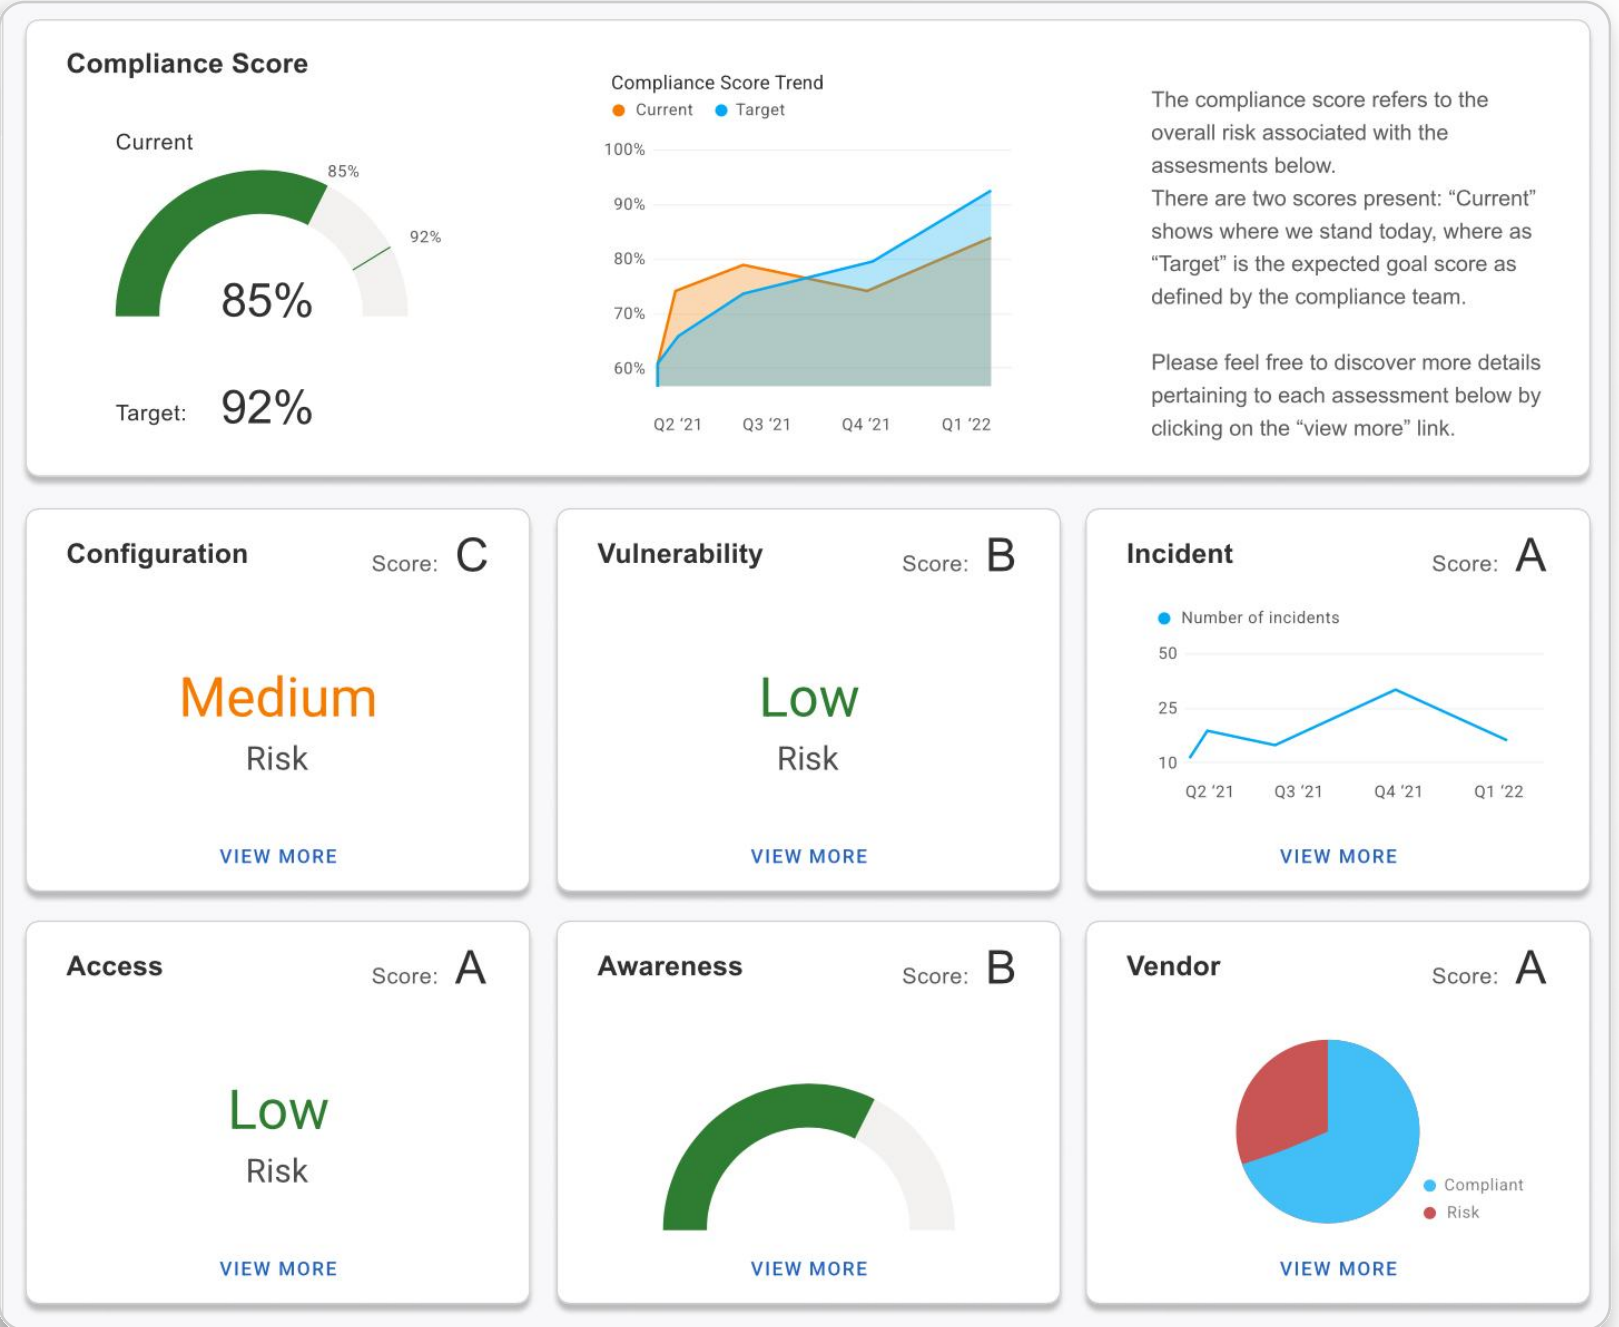 Compliance Score
Current
85%
92%
85%
Target: 92%
Compliance Score Trend
Current Target
100%
90%
80%
70%
60%
Q2 ‘21 Q3 ‘21 Q4 ‘21 Q1 ‘22
The compliance score refers to the
overall risk associated with the
assesments below.
There are two scores present: “Current”
shows where we stand today, where as
“Target” is the expected goal score as
defined by the compliance team.
Please feel free to discover more details
pertaining to each assessment below by
clicking on the “view more” link.
Configuration Score: C
Medium
Risk
VIEW MORE
Vulnerability Score: B
Low
Risk
VIEW MORE
Incident Score: A
Number of incidents
50
25
10
Q2 ‘21 Q3 ‘21 Q4 ‘21 Q1 ‘22
VIEW MORE
Access Score: A
Low
Risk
VIEW MORE
Awareness Score: B
VIEW MORE
Vendor Score: A
Compliant
Risk
VIEW MORE